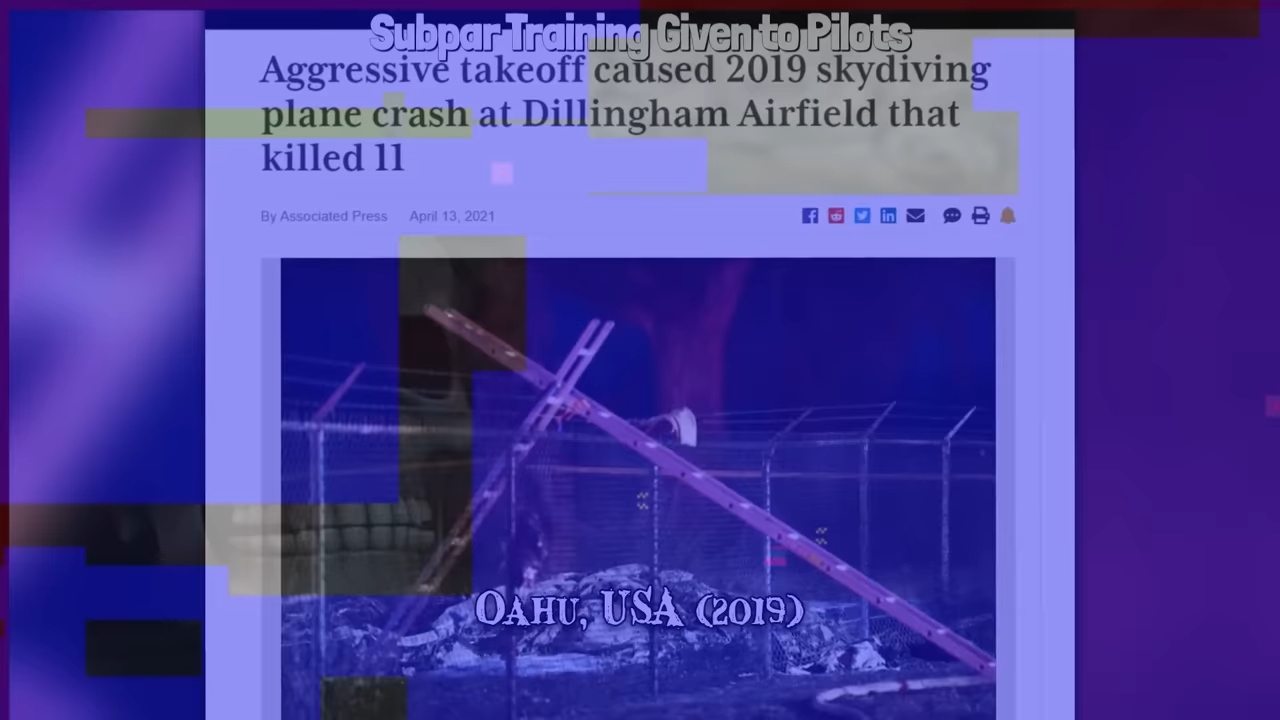 Subpar Training Given to Pilots
Aggressive takeoff caused 2019 skydiving
plane crash at Dillingham Airfield that
killed 11
By Associated Press April 13, 2021
OAHU, USA (2019)